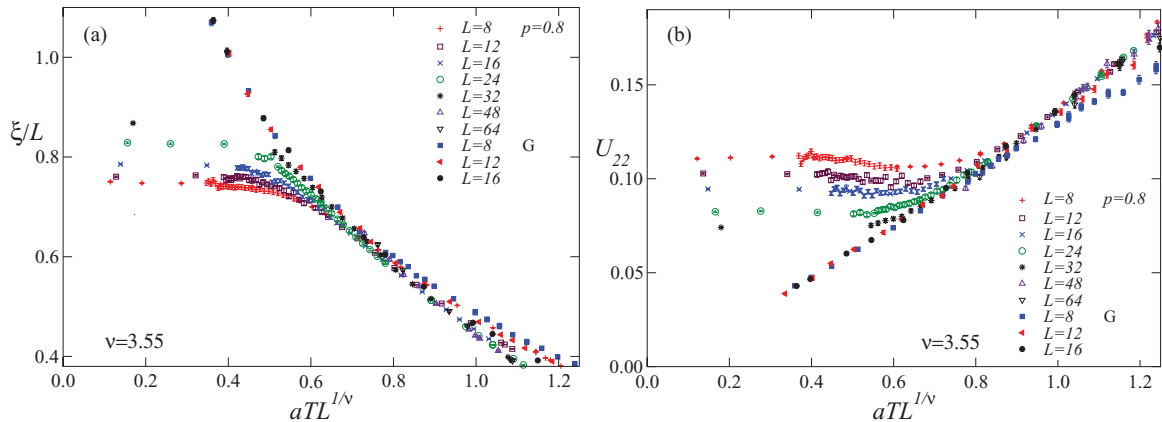 (a)
L=8 p=0.8
L=12
L=16
L=24
L=32
L=48
L=64
L=8 G
L=12
L=16
ξ/L
1.0
0.8
0.6
0.4
ν=3.55
0.0 0.2 0.4 0.6 0.8 1.0 1.2
aTL^{1/ν}
(b)
U_{22}
0.15
0.10
0.05
0.00
L=8 p=0.8
L=12
L=16
L=24
L=32
L=48
L=64
L=8 G
L=12
L=16
ν=3.55
0.0 0.2 0.4 0.6 0.8 1.0 1.2
aTL^{1/ν}